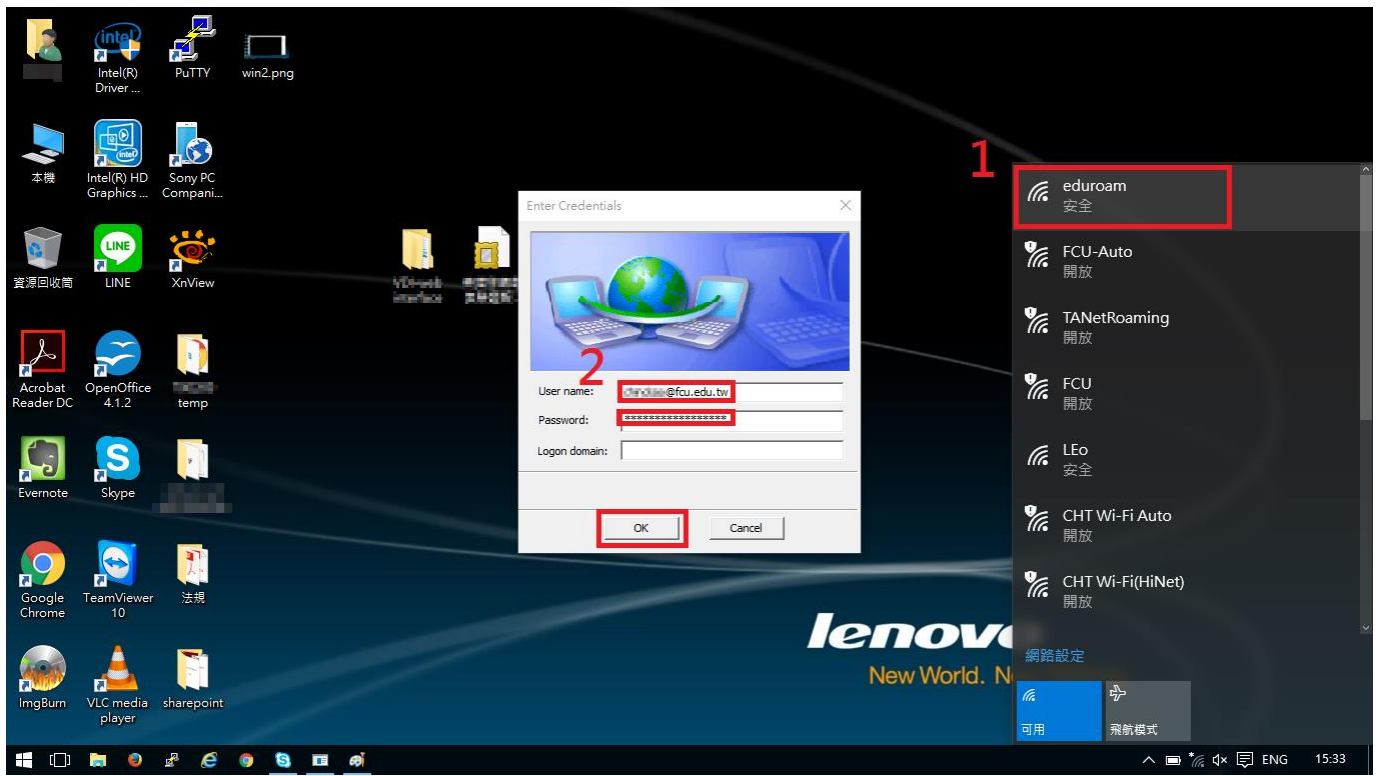 Intel(R)
Driver ...
PuTTY
win2.png
本機
Intel(R) HD
Graphics ...
Sony PC
Compani...
資源回收筒
LINE
LINE
XnView
Acrobat
Reader DC
OpenOffice
4.1.2
temp
Evernote
Skype
Google
Chrome
TeamViewer
10
法規
ImgBurn
VLC media
player
sharepoint
Enter Credentials
2
User name:
@fcu.edu.tw
Password:
*****************
Logon domain:
OK
Cancel
1
eduroam
安全
FCU-Auto
開放
TANetRoaming
開放
FCU
開放
LEo
安全
CHT Wi-Fi Auto
開放
CHT Wi-Fi(HiNet)
開放
網路設定
可用
飛航模式
lenovo
New World. N
ENG
15:33